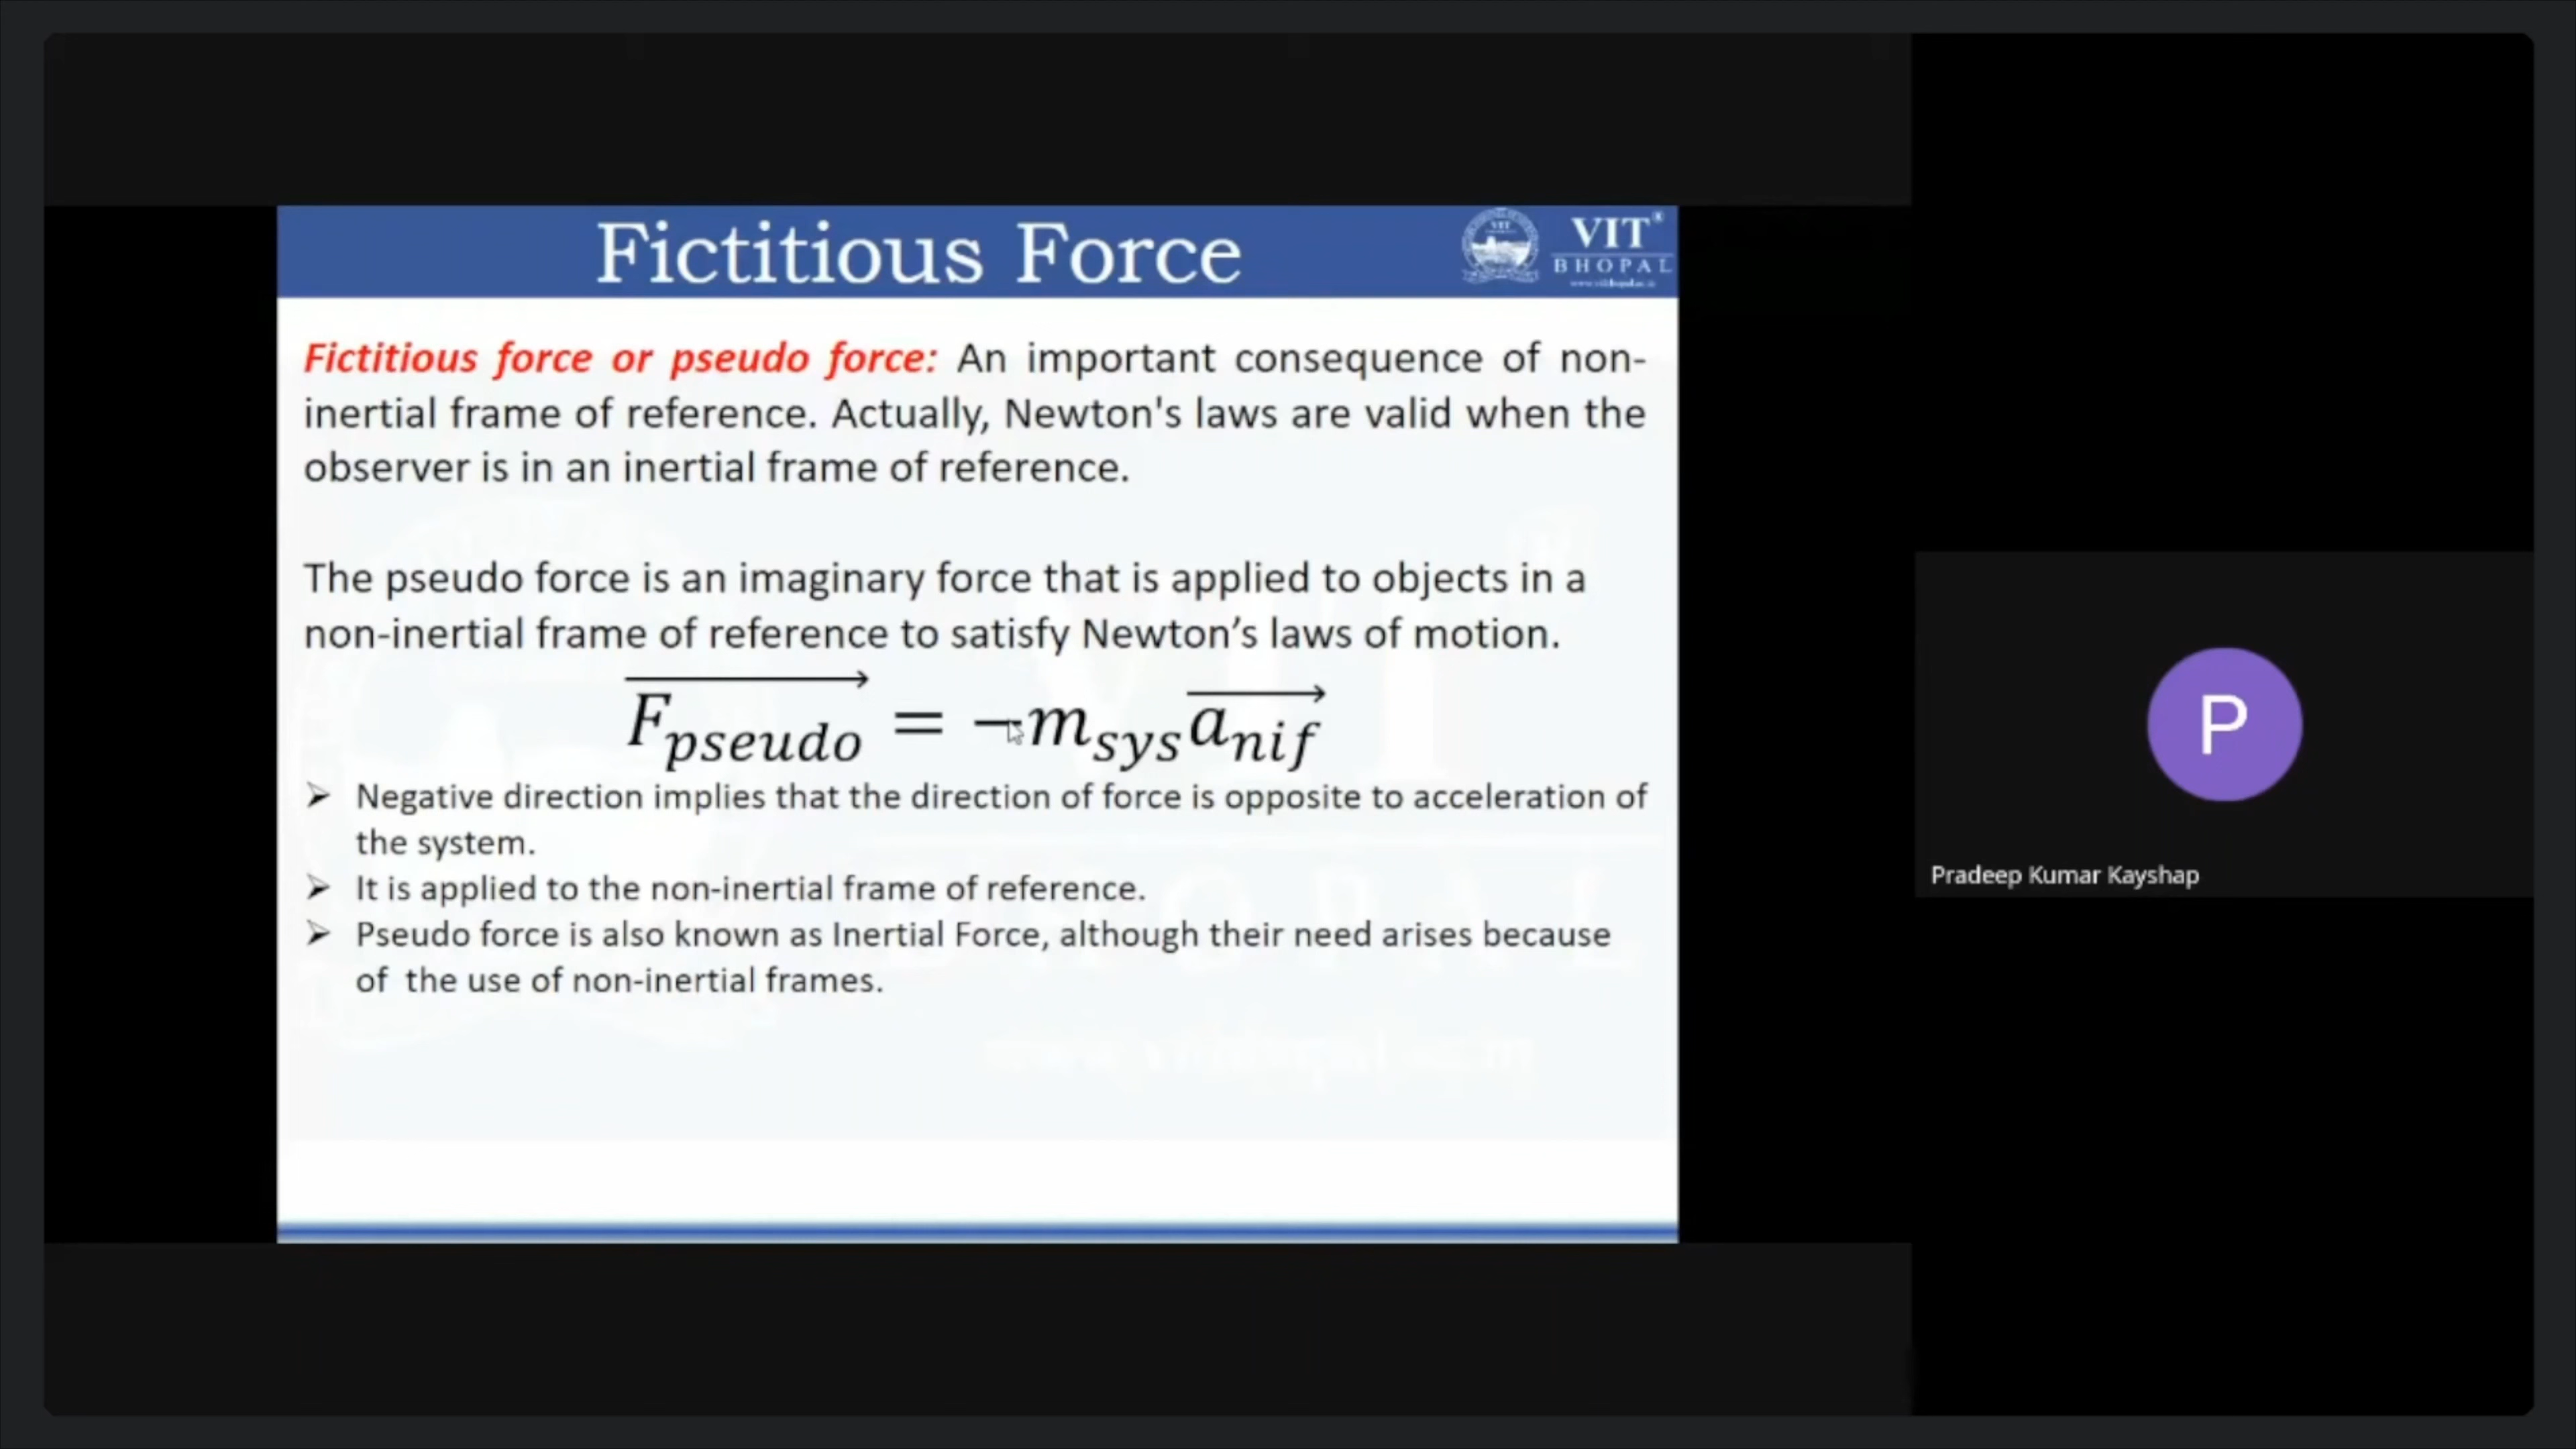 Fictitious Force
VIT®
BHOPAL
Fictitious force or pseudo force: An important consequence of non-
inertial frame of reference. Actually, Newton's laws are valid when the
observer is in an inertial frame of reference.
The pseudo force is an imaginary force that is applied to objects in a
non-inertial frame of reference to satisfy Newton’s laws of motion.
F_pseudo = −m_sys a_nif
➢ Negative direction implies that the direction of force is opposite to acceleration of
the system.
➢ It is applied to the non-inertial frame of reference.
➢ Pseudo force is also known as Inertial Force, although their need arises because
of the use of non-inertial frames.
P
Pradeep Kumar Kayshap